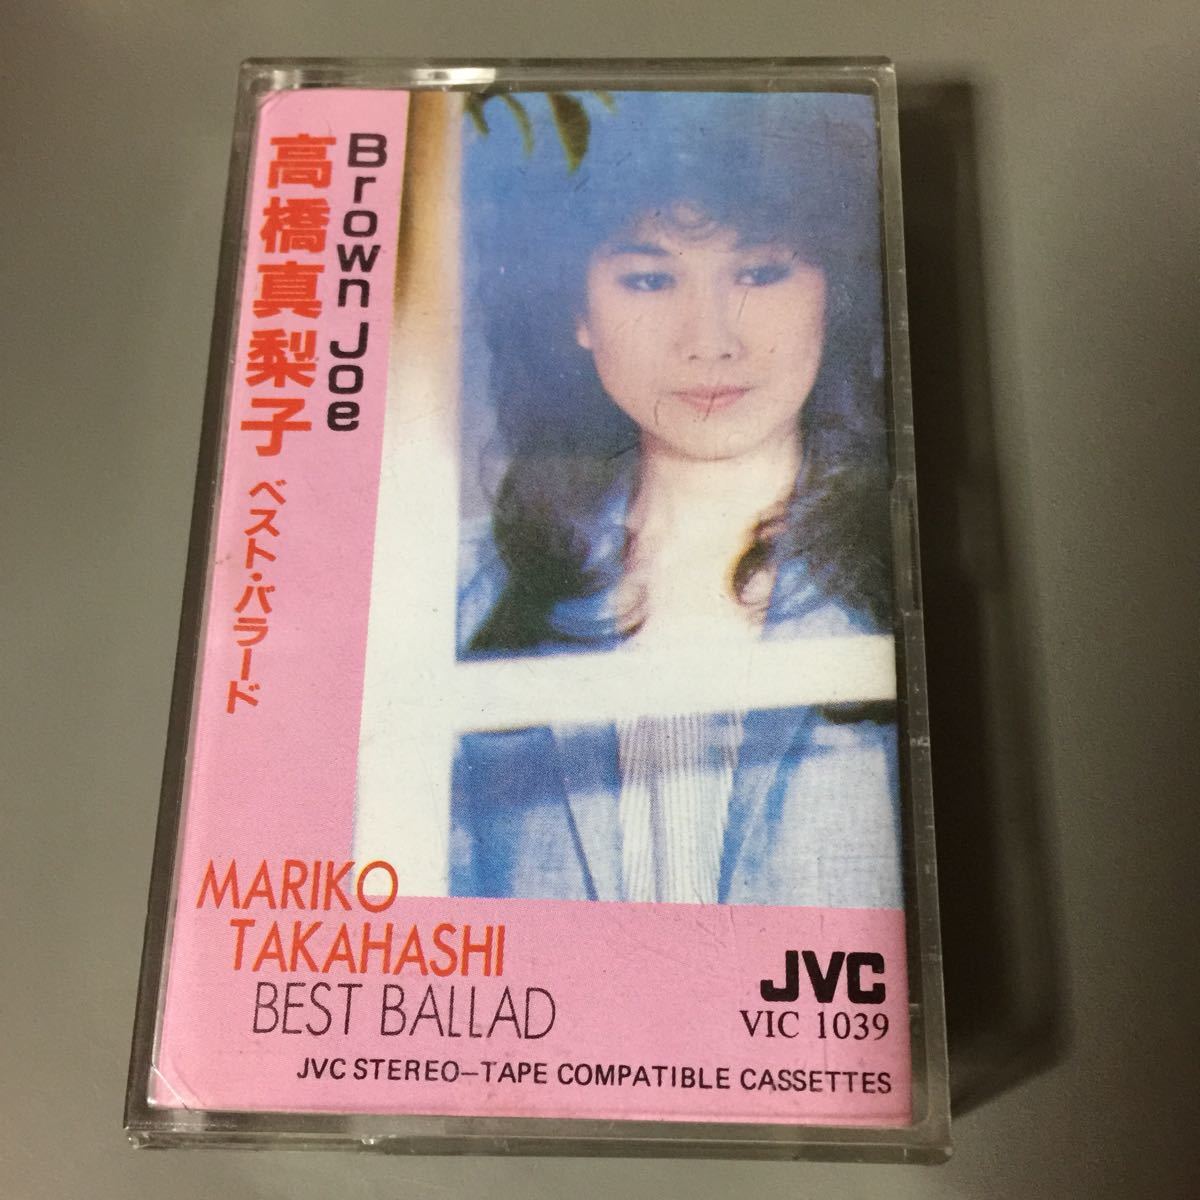 Brown Joe
高橋真梨子 ベスト・バラード
MARIKO
TAKAHASHI
BEST BALLAD
JVC
VIC 1039
JVC STEREO-TAPE COMPATIBLE CASSETTES